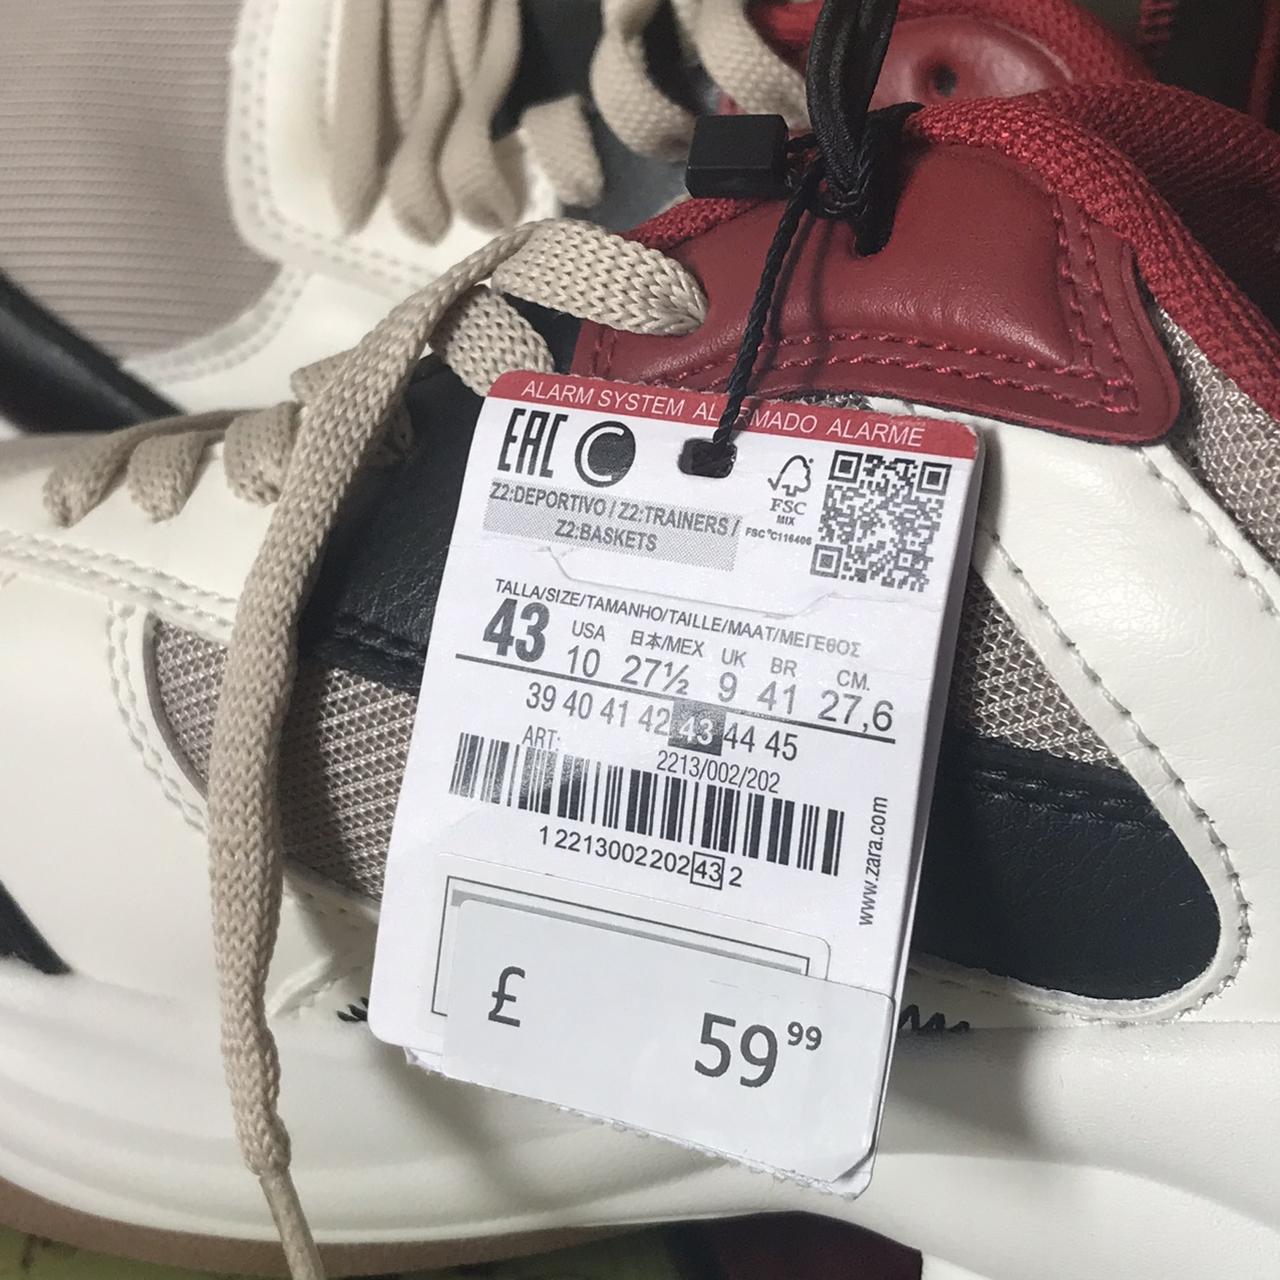 ALARM SYSTEM AL RMADO ALARME
EAC
Z2:DEPORTIVO / Z2:TRAINERS /
Z2:BASKETS
FSC
MIX
FSC® C116406
TALLA/SIZE/TAMANHO/TAILLE/MAAT/ΜΕΓΕΘΟΣ
43 USA 日本/MEX UK BR CM.
10 27½ 9 41 27,6
39 40 41 42 43 44 45
ART: 2213/002/202
1 2213002202 43 2
www.zara.com
£ 59 99